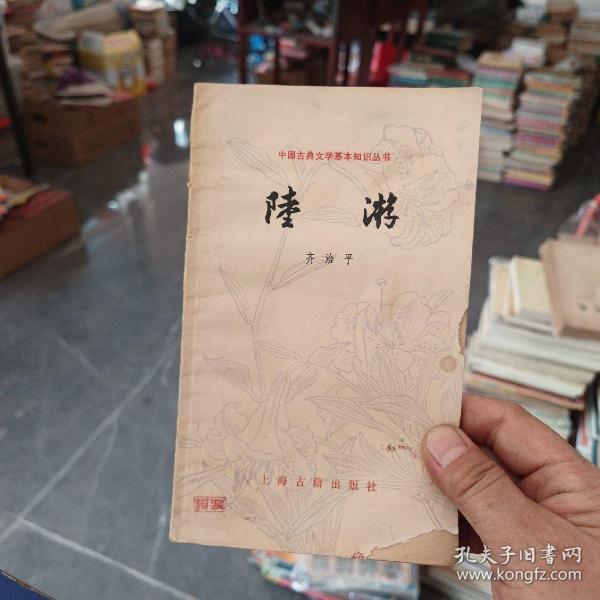 中国古典文学基本知识丛书
陸游
齐治平
上海古籍出版社
孔夫子旧书网
www.kongfz.com